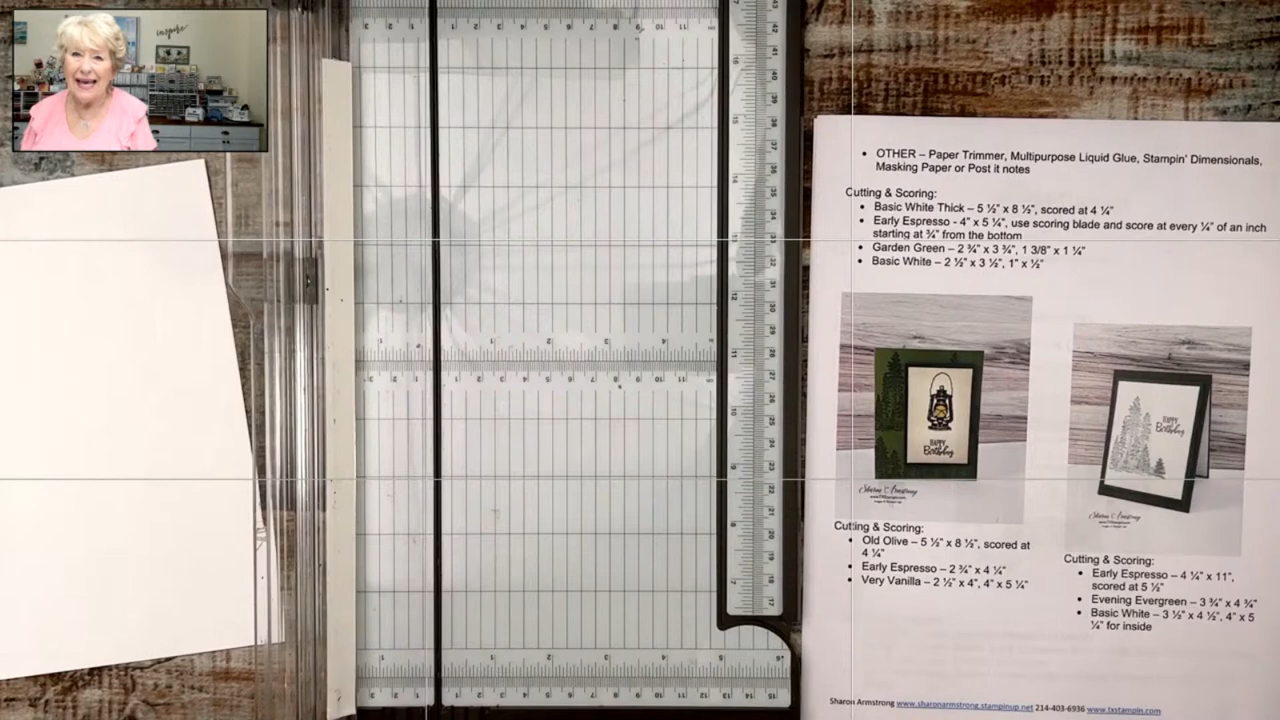 inspire
• OTHER – Paper Trimmer, Multipurpose Liquid Glue, Stampin' Dimensionals,
Masking Paper or Post it notes
Cutting & Scoring:
• Basic White Thick – 5 ½" x 8 ½", scored at 4 ¼"
• Early Espresso - 4" x 5 ¼", use scoring blade and score at every ¼" of an inch
starting at ¾" from the bottom
• Garden Green – 2 ¾" x 3 ¾", 1 3/8" x 1 ¼"
• Basic White – 2 ½" x 3 ½", 1" x ½"
HAPPY
Birthday
Sharon Armstrong
HAPPY
Birthday
Sharon Armstrong
Cutting & Scoring:
• Old Olive – 5 ½" x 8 ½", scored at
4 ¼"
• Early Espresso – 2 ¾" x 4 ¼"
• Very Vanilla – 2 ½" x 4", 4" x 5 ¼"
Cutting & Scoring:
• Early Espresso – 4 ¼" x 11",
scored at 5 ½"
• Evening Evergreen – 3 ¾" x 4 ¾"
• Basic White – 3 ½" x 4 ½", 4" x 5
¼" for inside
Sharon Armstrong www.sharonarmstrong.stampinup.net 214-403-6936 www.txstampin.com